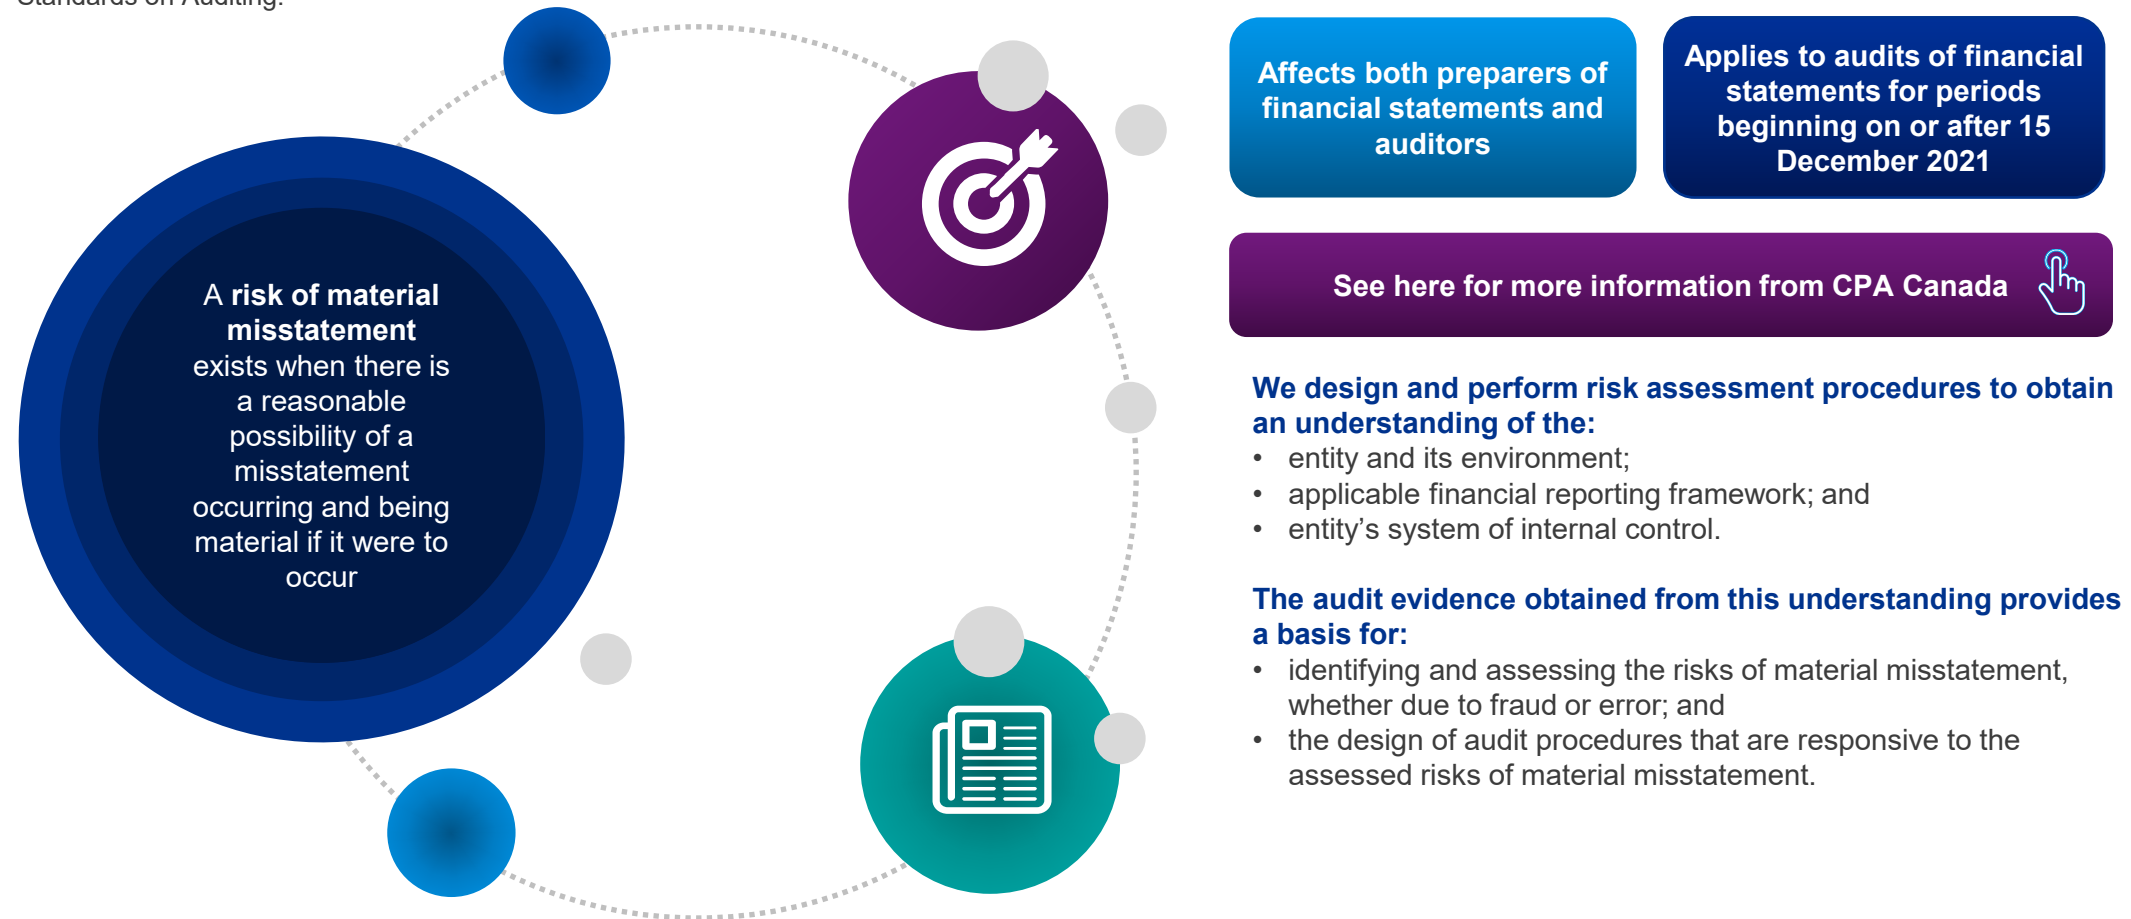 Standards on Auditing.
A risk of material
misstatement
exists when there is
a reasonable
possibility of a
misstatement
occurring and being
material if it were to
occur
Affects both preparers of
financial statements and
auditors
Applies to audits of financial
statements for periods
beginning on or after 15
December 2021
See here for more information from CPA Canada
We design and perform risk assessment procedures to obtain
an understanding of the:
• entity and its environment;
• applicable financial reporting framework; and
• entity’s system of internal control.
The audit evidence obtained from this understanding provides
a basis for:
• identifying and assessing the risks of material misstatement,
whether due to fraud or error; and
• the design of audit procedures that are responsive to the
assessed risks of material misstatement.